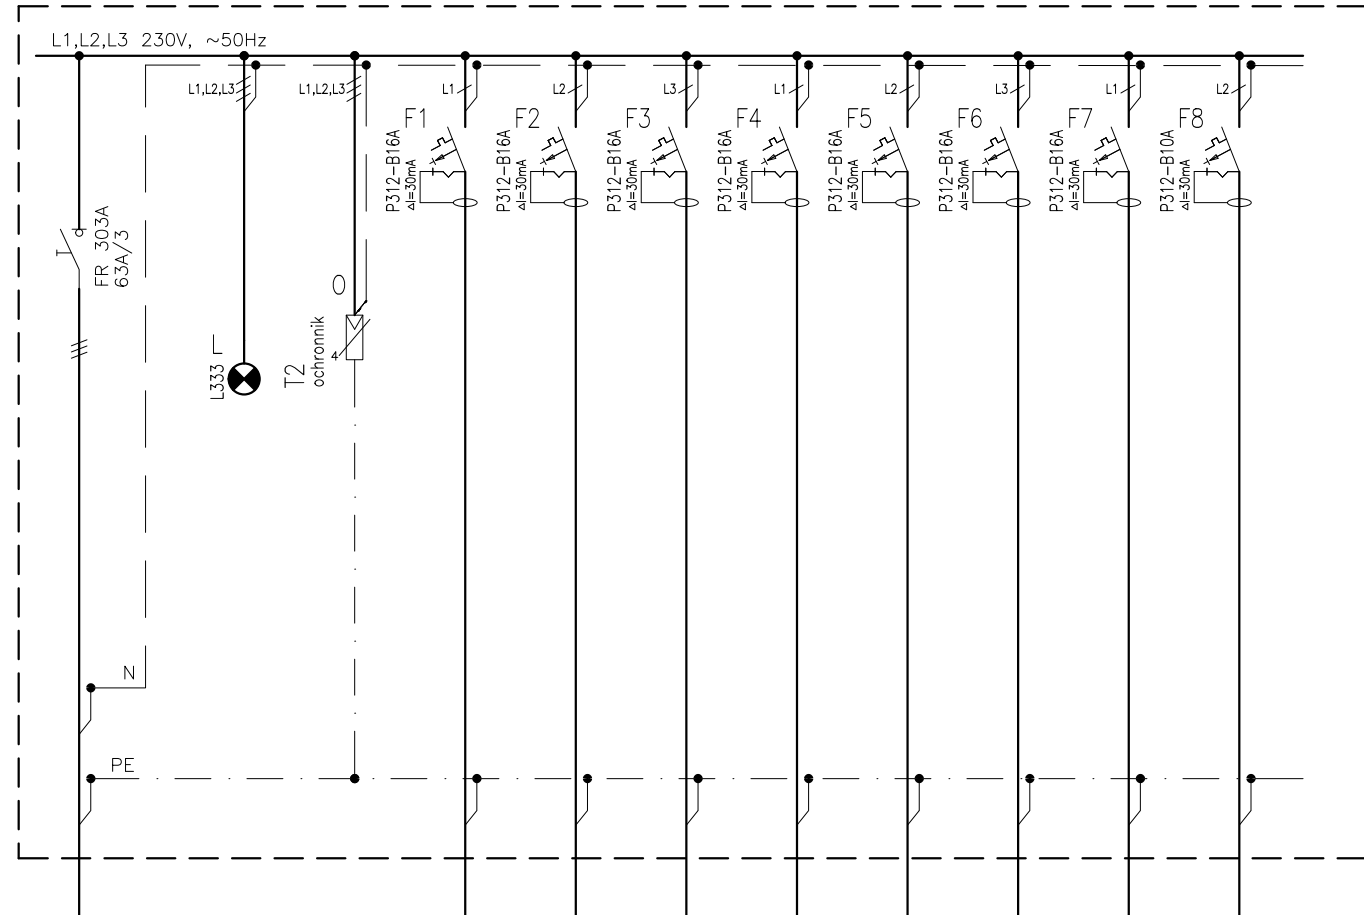 L1,L2,L3 230V, ~50Hz
L1,L2,L3
L1,L2,L3
L1
L2
L3
L1
L2
L3
L1
L2
F1
F2
F3
F4
F5
F6
F7
F8
P312-B16A
ΔI=30mA
P312-B16A
ΔI=30mA
P312-B16A
ΔI=30mA
P312-B16A
ΔI=30mA
P312-B16A
ΔI=30mA
P312-B16A
ΔI=30mA
P312-B16A
ΔI=30mA
P312-B10A
ΔI=30mA
FR 303A
63A/3
O
L
L333
T2
ochronnik
4
N
PE